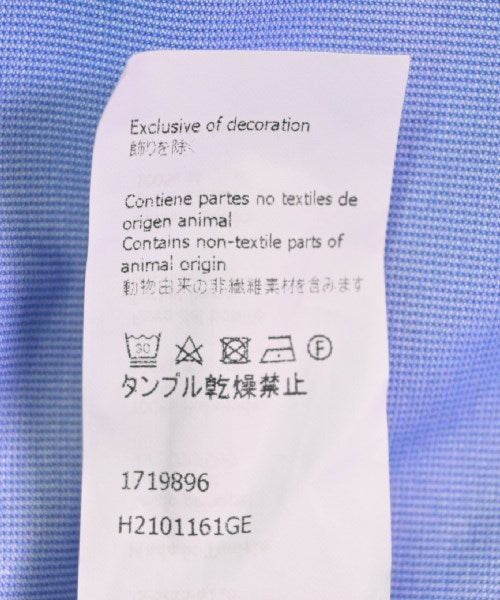 Exclusive of decoration
飾りを除く
Contiene partes no textiles de
origen animal
Contains non-textile parts of
animal origin
動物由来の非繊維素材を含みます
30
F
タンブル乾燥禁止
1719896
H2101161GE